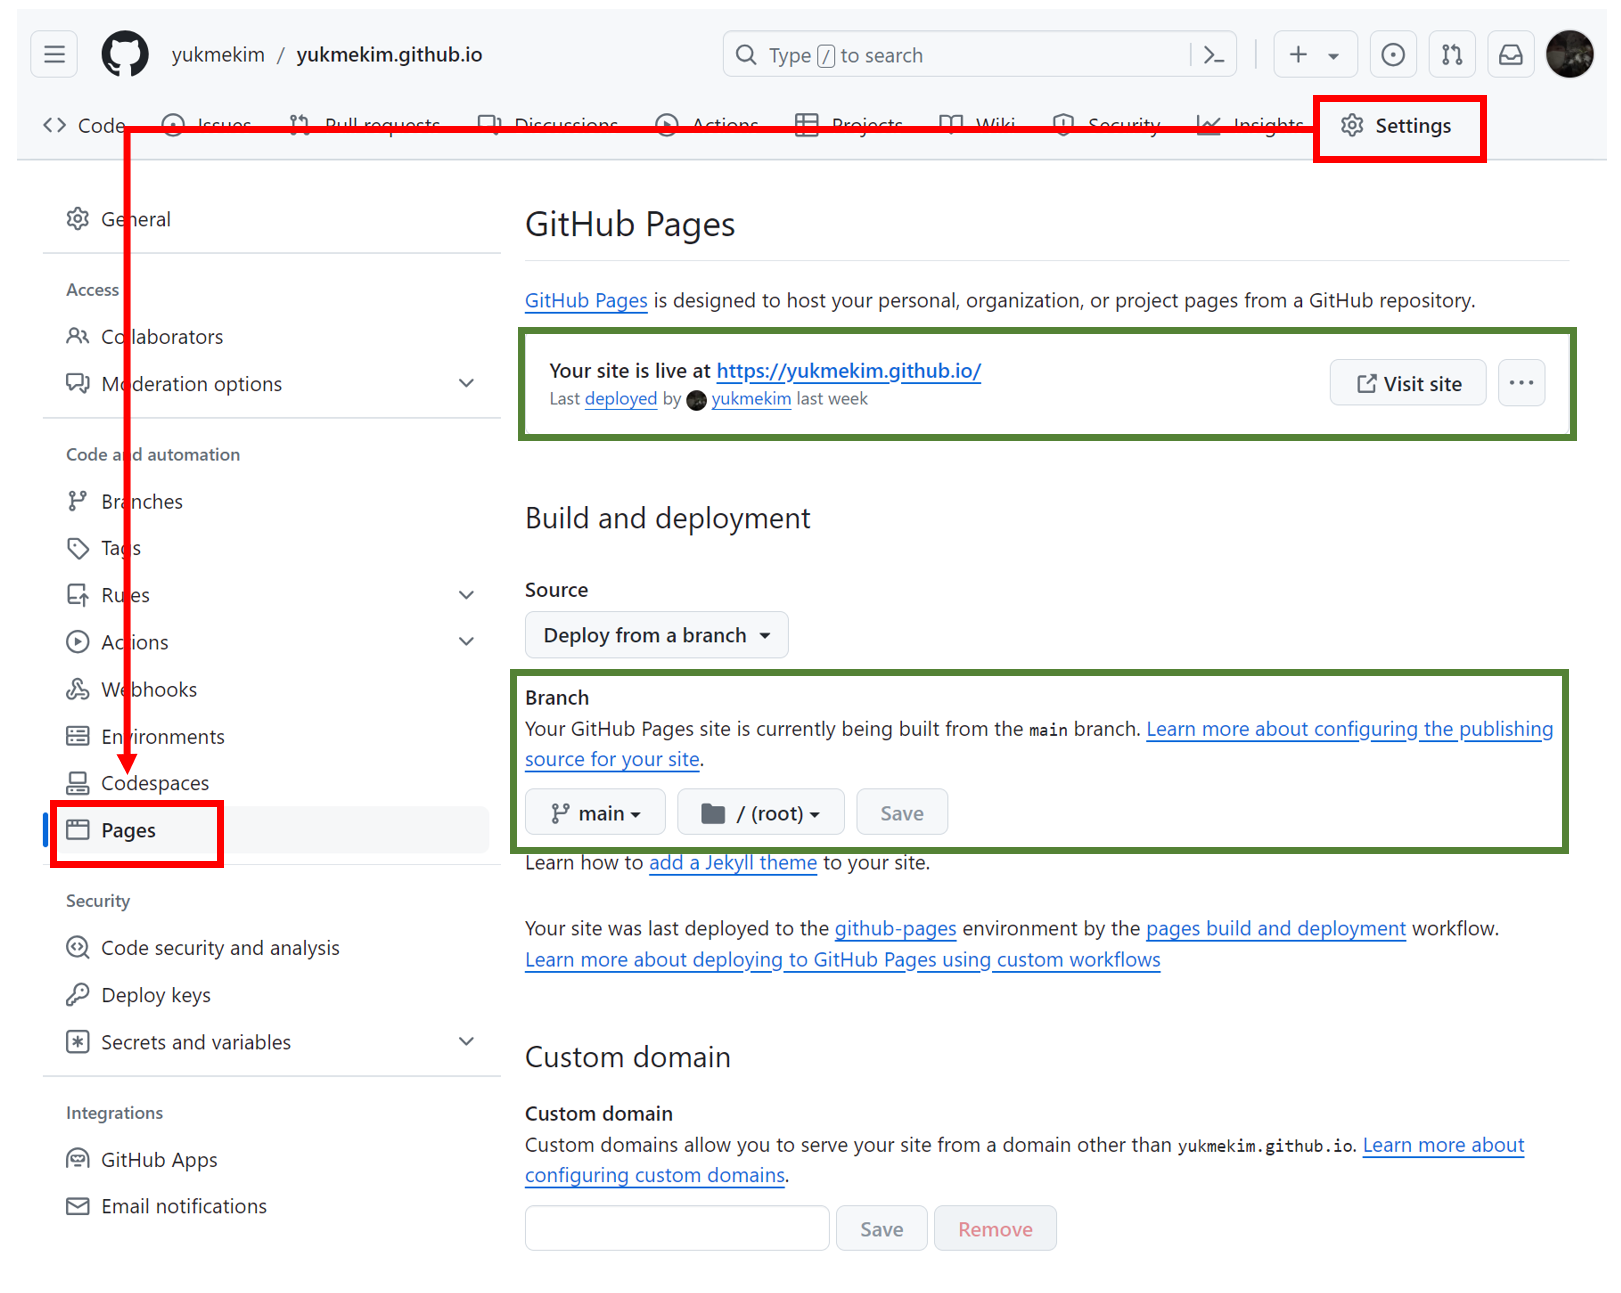 yukmekim / yukmekim.github.io
Type / to search
Code Issues Pull requests Discussions Actions Projects Wiki Security Insights Settings
General
Access
Collaborators
Moderation options
Code and automation
Branches
Tags
Rules
Actions
Webhooks
Environments
Codespaces
Pages
Security
Code security and analysis
Deploy keys
Secrets and variables
Integrations
GitHub Apps
Email notifications
GitHub Pages
GitHub Pages is designed to host your personal, organization, or project pages from a GitHub repository.
Your site is live at https://yukmekim.github.io/
Last deployed by yukmekim last week
Visit site
Build and deployment
Source
Deploy from a branch
Branch
Your GitHub Pages site is currently being built from the main branch. Learn more about configuring the publishing
source for your site.
main / (root) Save
Learn how to add a Jekyll theme to your site.
Your site was last deployed to the github-pages environment by the pages build and deployment workflow.
Learn more about deploying to GitHub Pages using custom workflows
Custom domain
Custom domain
Custom domains allow you to serve your site from a domain other than yukmekim.github.io. Learn more about
configuring custom domains.
Save Remove